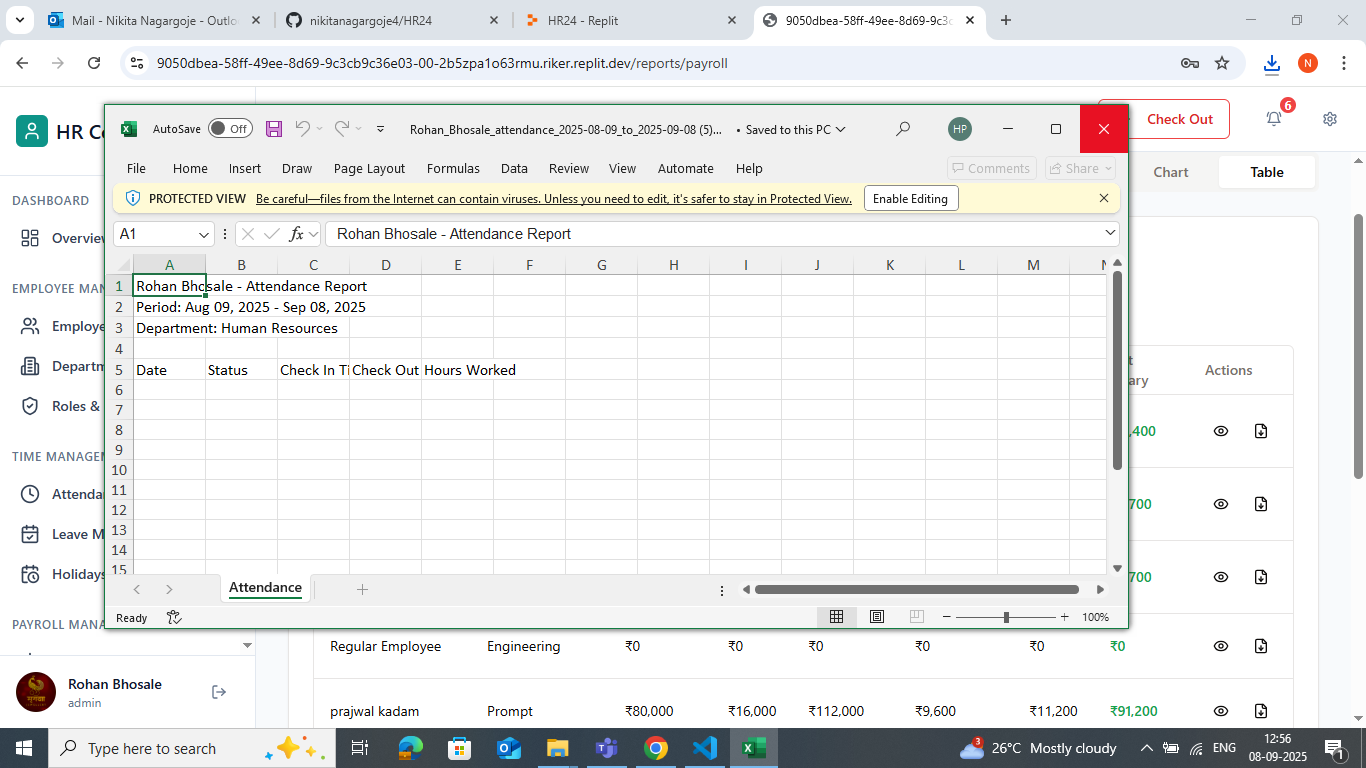 Mail - Nikita Nagargoje - Outlo
nikitanagargoje4/HR24
HR24 - Replit
9050dbea-58ff-49ee-8d69-9c3c
9050dbea-58ff-49ee-8d69-9c3cb9c36e03-00-2b5zpa1o63rmu.riker.replit.dev/reports/payroll
N
HR Co
Check Out
6
AutoSave
Off
Rohan_Bhosale_attendance_2025-08-09_to_2025-09-08 (5)... • Saved to this PC
HP
File Home Insert Draw Page Layout Formulas Data Review View Automate Help
Comments Share
Chart Table
PROTECTED VIEW Be careful—files from the Internet can contain viruses. Unless you need to edit, it's safer to stay in Protected View. Enable Editing
A1 fx Rohan Bhosale - Attendance Report
A B C D E F G H I J K L M
1 Rohan Bhosale - Attendance Report
2 Period: Aug 09, 2025 - Sep 08, 2025
3 Department: Human Resources
4
5 Date Status Check In Ti Check Out Hours Worked
6
7
8
9
10
11
12
13
14
15
Attendance
Ready
100%
DASHBOARD
Overview
EMPLOYEE MAN
Employe
Departm
Roles &
TIME MANAGEM
Attendan
Leave M
Holidays
PAYROLL MANA
Rohan Bhosale
admin
t
ary
Actions
,400
700
700
Regular Employee Engineering ₹0 ₹0 ₹0 ₹0 ₹0 ₹0
prajwal kadam Prompt ₹80,000 ₹16,000 ₹112,000 ₹9,600 ₹11,200 ₹91,200
Type here to search
3
26°C Mostly cloudy
ENG
12:56
08-09-2025
1